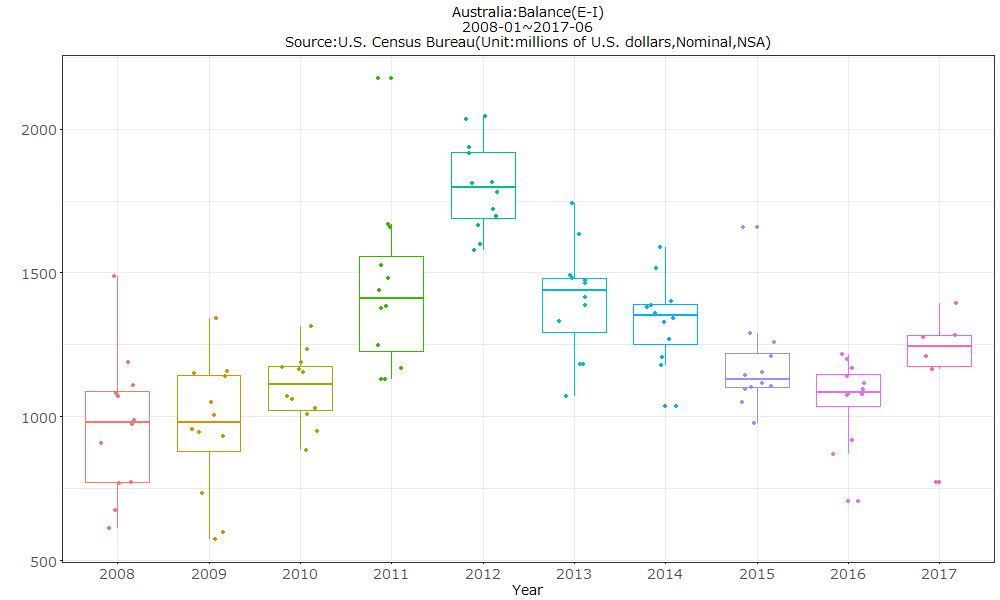 Australia:Balance(E-I)
2008-01~2017-06
Source:U.S. Census Bureau(Unit:millions of U.S. dollars,Nominal,NSA)
2000
1500
1000
500
2008 2009 2010 2011 2012 2013 2014 2015 2016 2017
Year